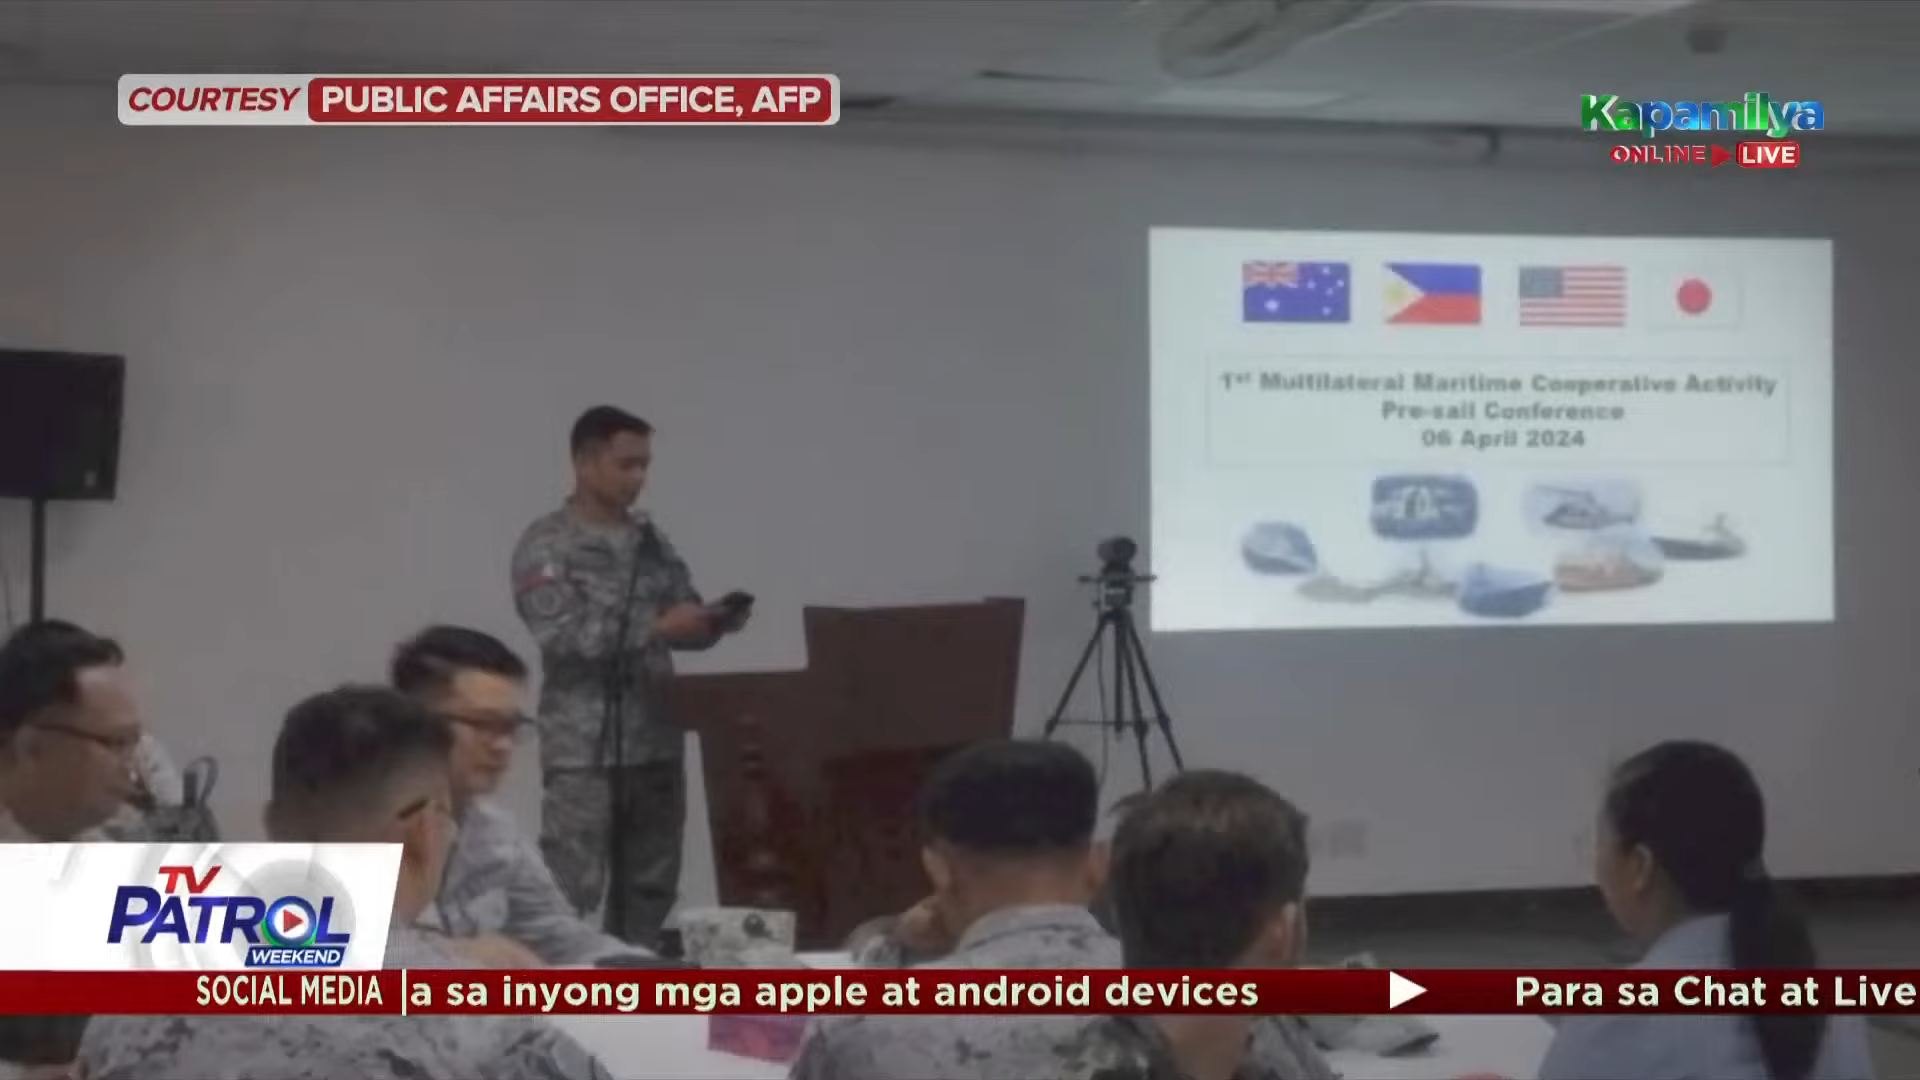 COURTESY PUBLIC AFFAIRS OFFICE, AFP
Kapamilya
ONLINE LIVE
1st Multilateral Maritime Cooperative Activity
Pre-sail Conference
06 April 2024
TV
PATROL
WEEKEND
SOCIAL MEDIA a sa inyong mga apple at android devices Para sa Chat at Live